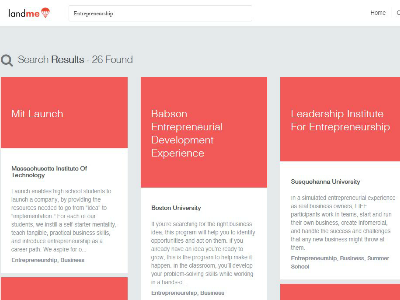 landme
Entrepreneurship
Home
Search Results - 26 Found
Mit Launch
Massachusetts Institute Of
Technology
Launch enables high school students to
launch a company, by providing the
resources needed to go from "idea" to
"implementation." For each of our
students, we instill a self starter mentality,
teach tangible, practical business skills,
and introduce entrepreneurship as a
career path. We aspire for o...
Entrepreneurship, Business
Habson
Entrepreneurial
Development
Experience
Boston University
If you're searching for the right business
idea, this program will help you to identify
opportunities and act on them. If you
already have an idea you're ready to
grow, this is the program to help make it
happen. In the classroom, you'll develop
your problem-solving skills while working
in a hands-o
Entrepreneurship, Business
Leadership Institute
For Entrepreneurship
Susquehanna University
In a simulated entrepreneurial experience
as real business owners, LIFE
participants work in teams, start and run
their own business, create infomercial,
and handle the success and challenges
that any new business might throw at
them.
Entrepreneurship, Business, Summer
School